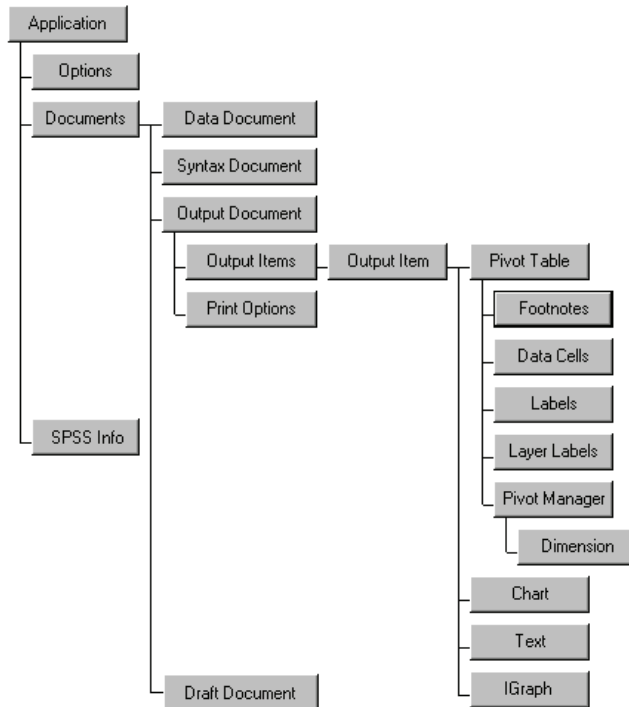 Application
Options
Documents
Data Document
Syntax Document
Output Document
Output Items
Output Item
Pivot Table
Print Options
Footnotes
Data Cells
Labels
SPSS Info
Layer Labels
Pivot Manager
Dimension
Chart
Text
Draft Document
IGraph